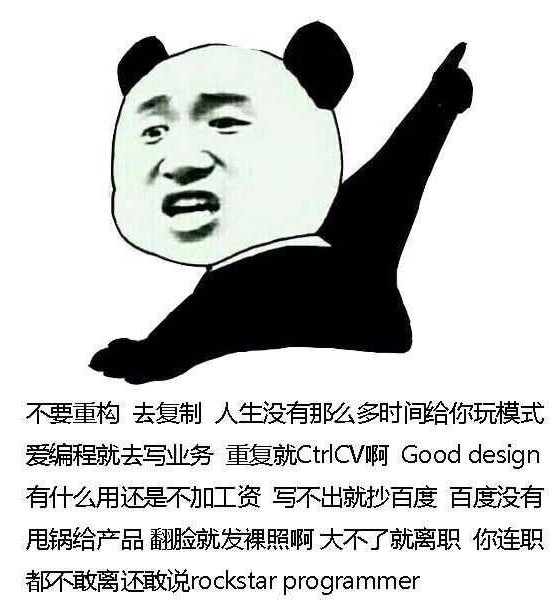 不要重构 去复制 人生没有那么多时间给你玩模式
爱编程就去写业务 重复就CtrlCV啊 Good design
有什么用还是不加工资 写不出就抄百度 百度没有
甩锅给产品 翻脸就发裸照啊 大不了就离职 你连职
都不敢离还敢说rockstar programmer